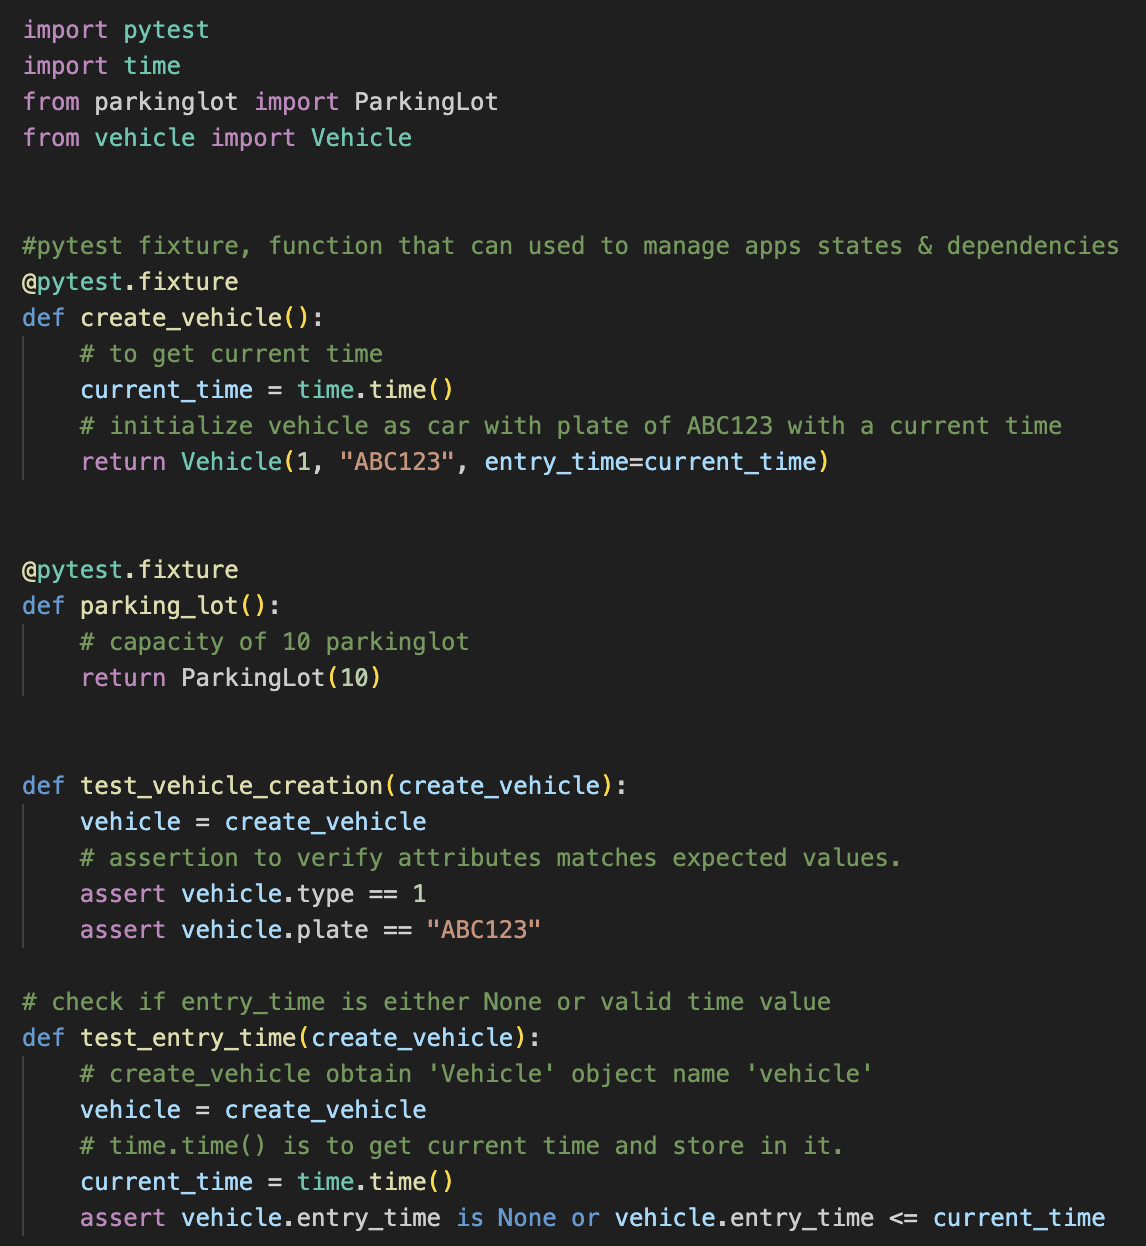 import pytest
import time
from parkinglot import ParkingLot
from vehicle import Vehicle
#pytest fixture, function that can used to manage apps states & dependencies
@pytest.fixture
def create_vehicle():
    # to get current time
    current_time = time.time()
    # initialize vehicle as car with plate of ABC123 with a current time
    return Vehicle(1, "ABC123", entry_time=current_time)
@pytest.fixture
def parking_lot():
    # capacity of 10 parkinglot
    return ParkingLot(10)
def test_vehicle_creation(create_vehicle):
    vehicle = create_vehicle
    # assertion to verify attributes matches expected values.
    assert vehicle.type == 1
    assert vehicle.plate == "ABC123"
# check if entry_time is either None or valid time value
def test_entry_time(create_vehicle):
    # create_vehicle obtain 'Vehicle' object name 'vehicle'
    vehicle = create_vehicle
    # time.time() is to get current time and store in it.
    current_time = time.time()
    assert vehicle.entry_time is None or vehicle.entry_time <= current_time